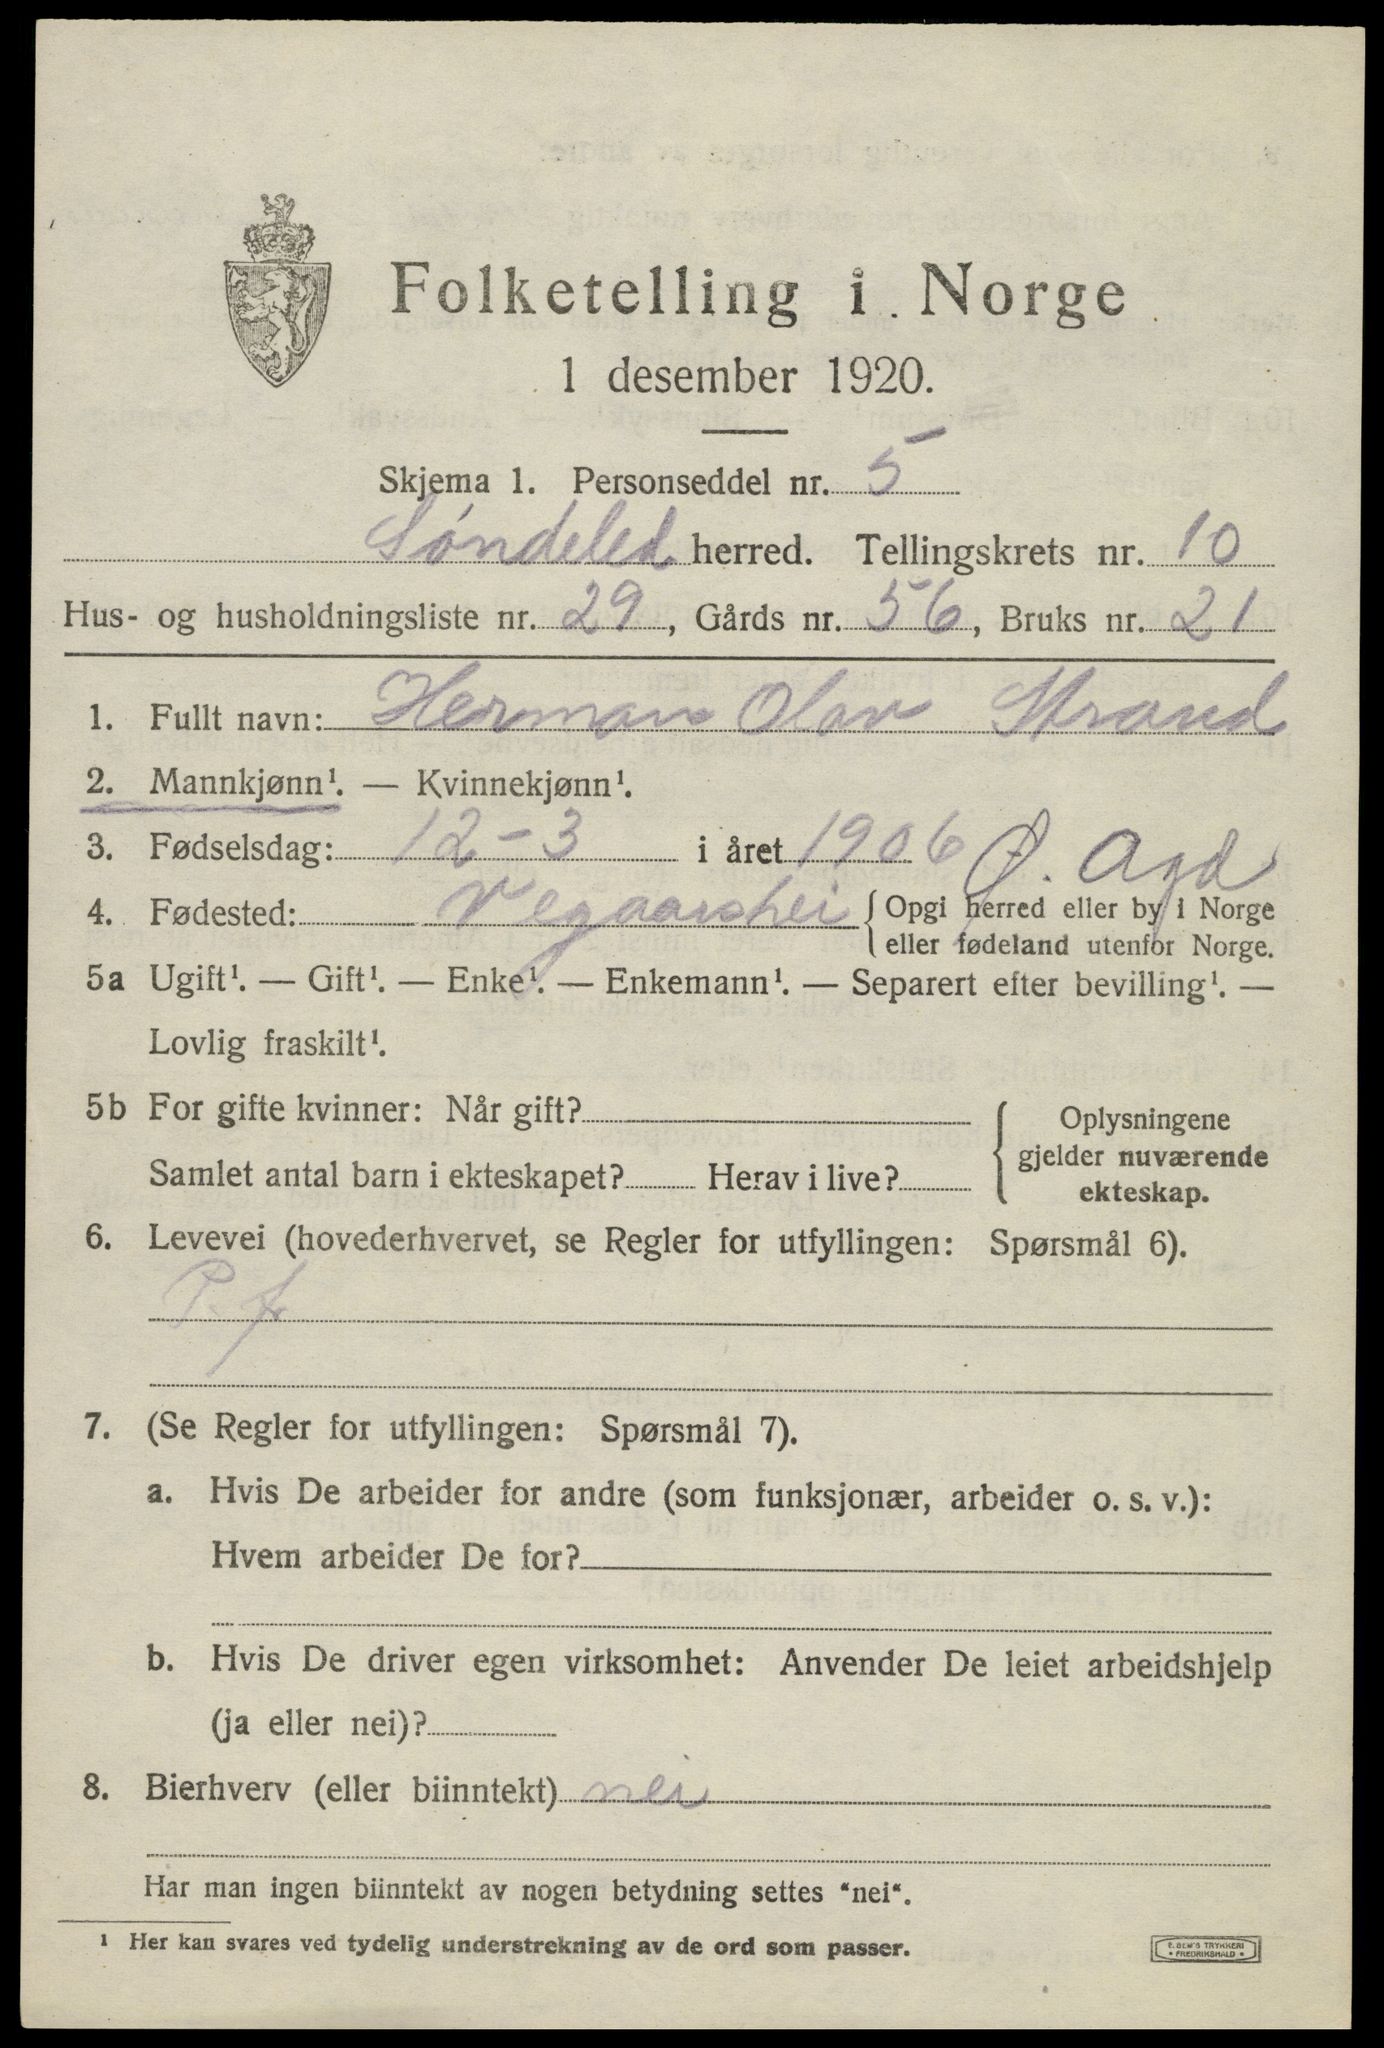 Folketelling i Norge
1 desember 1920.
Skjema 1. Personseddel nr. 5
Søndeled herred. Tellingskrets nr. 10
Hus- og husholdningsliste nr. 29, Gårds nr. 56, Bruks nr. 21
1. Fullt navn: Herman Olav Strand
2. Mannkjønn¹. — Kvinnekjønn¹.
3. Fødselsdag: 12-3 i året 1906
Ø. Agd
4. Fødested: Vegaarshei { Opgi herred eller by i Norge
eller fødeland utenfor Norge.
5a Ugift¹. — Gift¹. — Enke¹. — Enkemann¹. — Separert efter bevilling¹. —
Lovlig fraskilt¹.
5b For gifte kvinner: Når gift?
Samlet antal barn i ekteskapet? Herav i live?
Oplysningene
gjelder nuværende
ekteskap.
6. Levevei (hovederhvervet, se Regler for utfyllingen: Spørsmål 6).
P. f
7. (Se Regler for utfyllingen: Spørsmål 7).
a. Hvis De arbeider for andre (som funksjonær, arbeider o. s. v.):
Hvem arbeider De for?
b. Hvis De driver egen virksomhet: Anvender De leiet arbeidshjelp
(ja eller nei)?
8. Bierhverv (eller biinntekt) nei
Har man ingen biinntekt av nogen betydning settes "nei".
¹ Her kan svares ved tydelig understrekning av de ord som passer.
TRYKKERI
FREDRIKSHALD